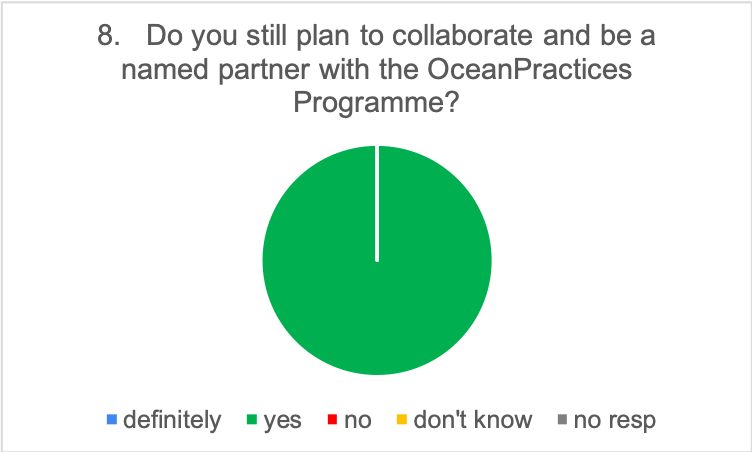 8. Do you still plan to collaborate and be a
named partner with the OceanPractices
Programme?
definitely yes no don't know no resp